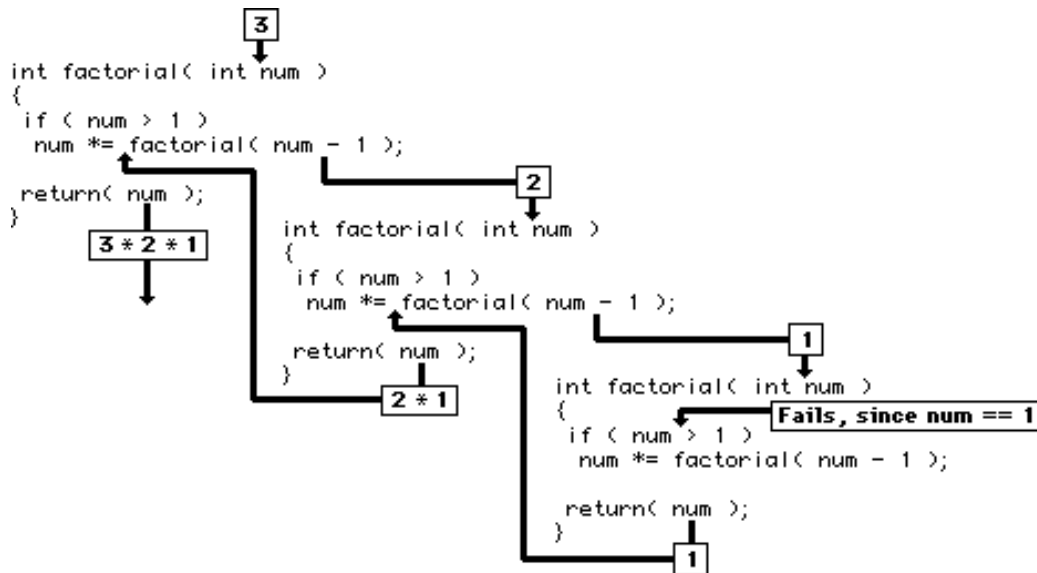 3
int factorial( int num )
{
if ( num > 1 )
num *= factorial( num - 1 );
return( num );
}
3 * 2 * 1
2
int factorial( int num )
{
if ( num > 1 )
num *= factorial( num - 1 );
return( num );
}
2 * 1
1
int factorial( int num )
{
Fails, since num == 1
if ( num > 1 )
num *= factorial( num - 1 );
return( num );
}
1